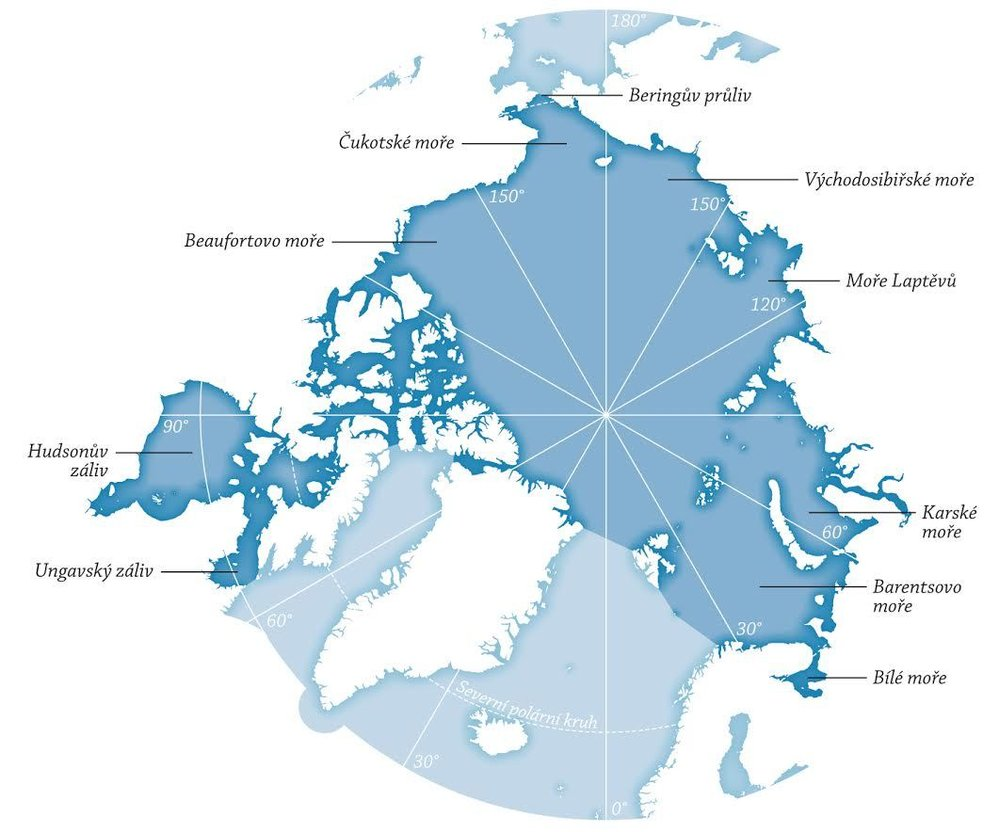 180°
Beringův průliv
Čukotské moře
Východosibiřské moře
150°
150°
Beaufortovo moře
Moře Laptěvů
120°
90°
Hudsonův
záliv
Karské
moře
60°
Ungavský záliv
Barentsovo
moře
60°
30°
Bílé moře
Severní polární kruh
30°
0°